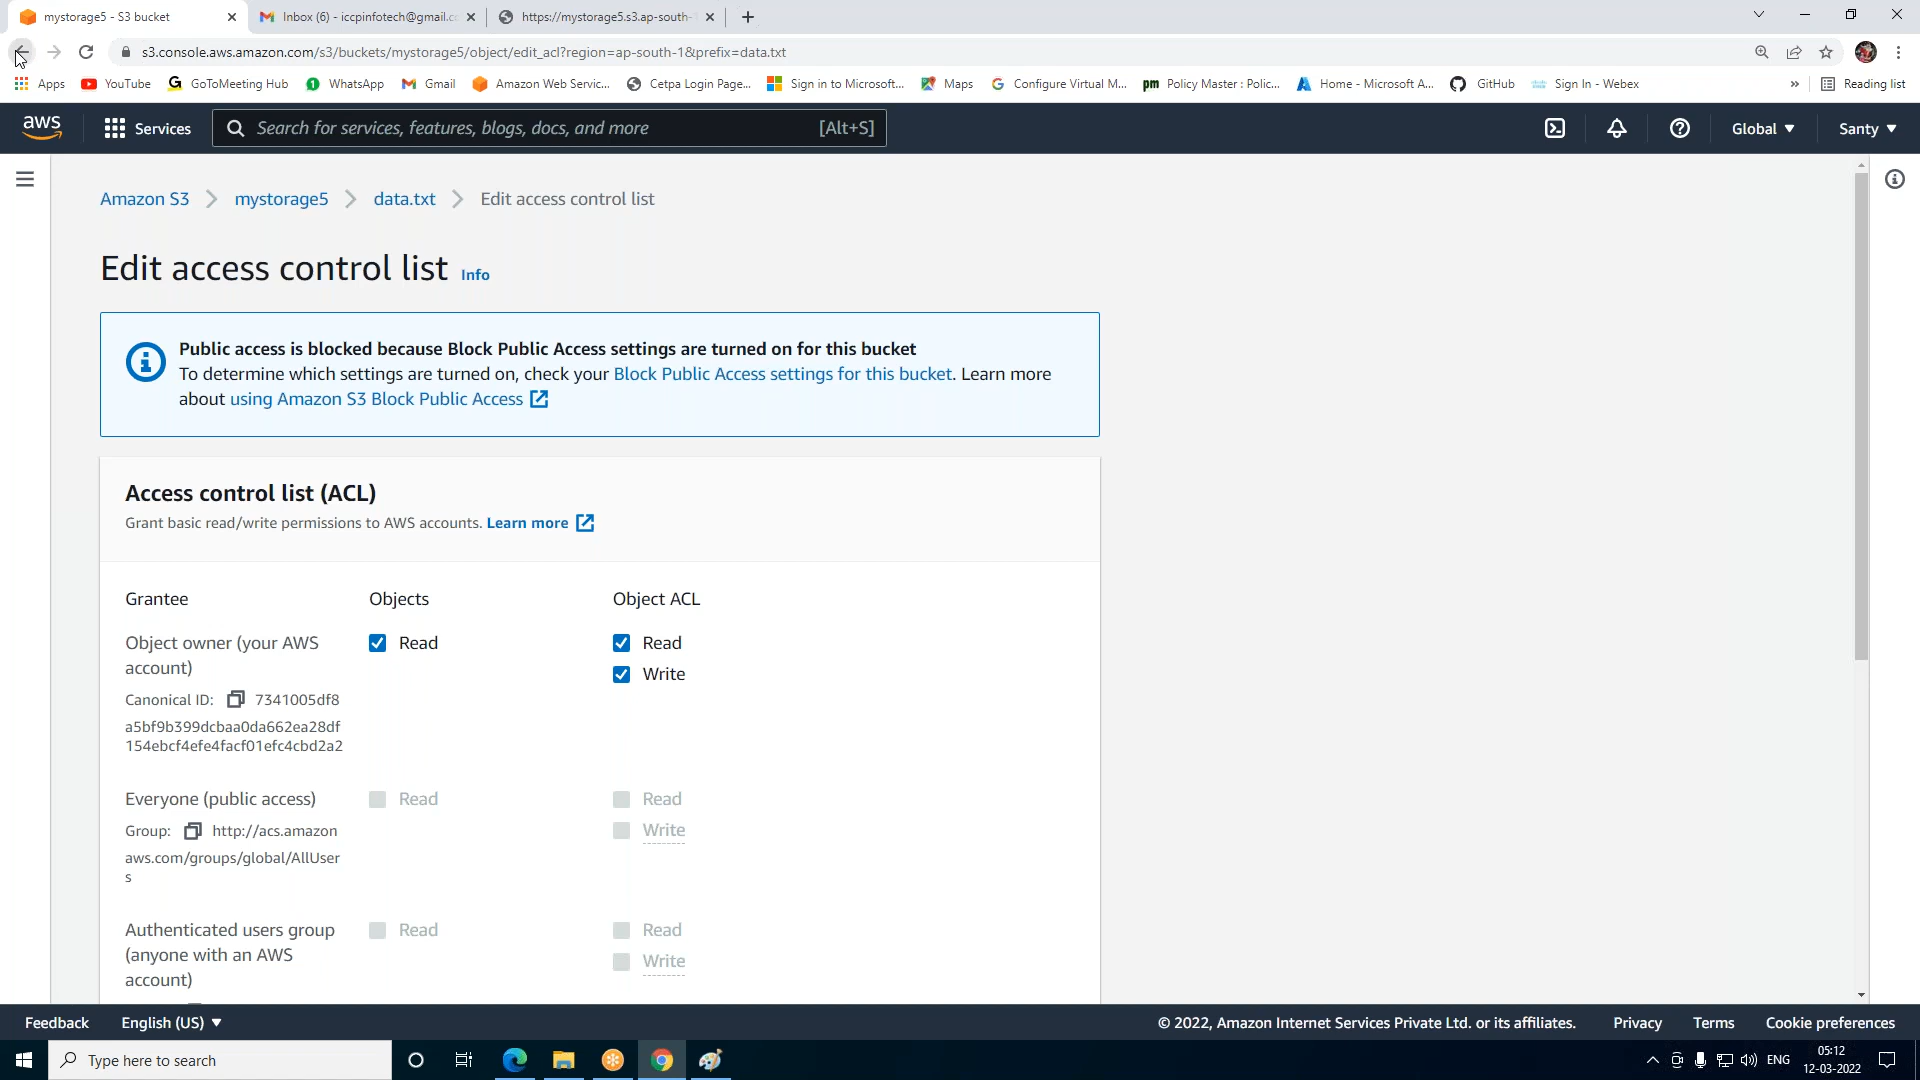 mystorage5 - S3 bucket
Inbox (6) - iccpinfotech@gmail.c
https://mystorage5.s3.ap-south-
s3.console.aws.amazon.com/s3/buckets/mystorage5/object/edit_acl?region=ap-south-1&prefix=data.txt
Apps YouTube GoToMeeting Hub WhatsApp Gmail Amazon Web Servic... Cetpa Login Page... Sign in to Microsoft... Maps Configure Virtual M... Policy Master : Polic... Home - Microsoft A... GitHub Sign In - Webex » Reading list
aws Services Search for services, features, blogs, docs, and more [Alt+S] Global Santy
Amazon S3 mystorage5 data.txt Edit access control list
Edit access control list Info
Public access is blocked because Block Public Access settings are turned on for this bucket
To determine which settings are turned on, check your Block Public Access settings for this bucket. Learn more
about using Amazon S3 Block Public Access
Access control list (ACL)
Grant basic read/write permissions to AWS accounts. Learn more
Grantee Objects Object ACL
Object owner (your AWS
account)
Read
Read
Write
Canonical ID: 7341005df8
a5bf9b399dcbaa0da662ea28df
154ebcf4efe4facf01efc4cbd2a2
Everyone (public access) Read Read
Write
Group: http://acs.amazon
aws.com/groups/global/AllUser
s
Authenticated users group
(anyone with an AWS
account)
Read
Read
Write
Feedback English (US) © 2022, Amazon Internet Services Private Ltd. or its affiliates. Privacy Terms Cookie preferences
Type here to search
ENG
05:12
12-03-2022